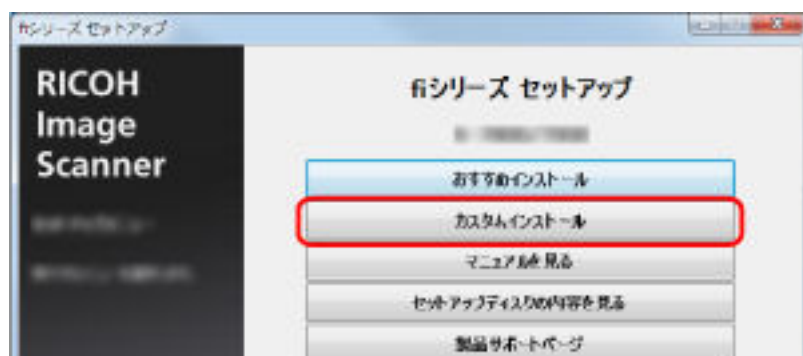 fiシリーズ セットアップ
RICOH
Image
Scanner
fiシリーズ セットアップ
おすすめインストール
カスタムインストール
マニュアルを見る
セットアップディスクの内容を見る
製品サポートページ